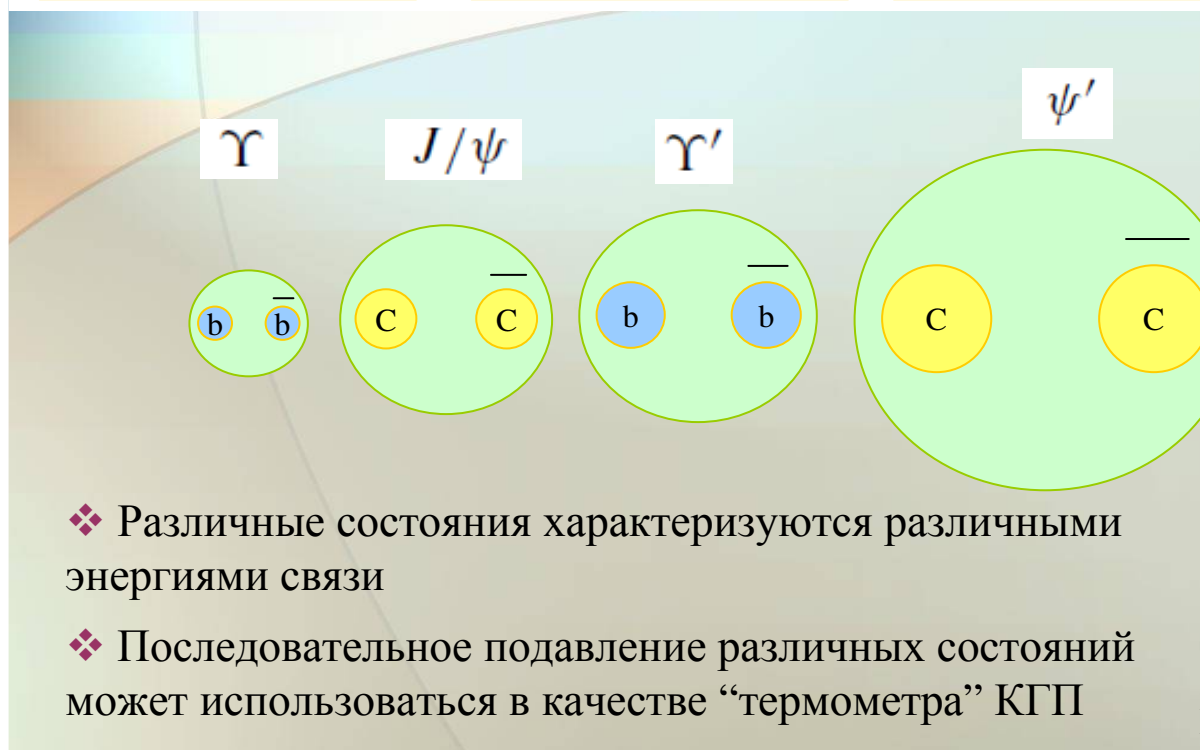 ϒ J/ψ ϒ′ ψ′
b b̅ C C̅ b b̅ C C̅
❖ Различные состояния характеризуются различными
энергиями связи
❖ Последовательное подавление различных состояний
может использоваться в качестве “термометра” КГП